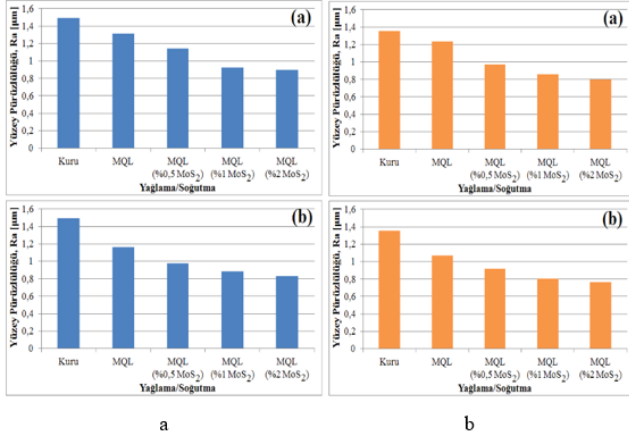 (a)
Yüzey Pürüzlülüğü, Ra [µm]
1,6
1,4
1,2
1
0,8
0,6
0,4
0,2
0
Kuru MQL MQL MQL MQL
(%0,5 MoS2) (%1 MoS2) (%2 MoS2)
Yağlama/Soğutma
(a)
Yüzey Pürüzlülüğü, Ra [µm]
1,6
1,4
1,2
1
0,8
0,6
0,4
0,2
0
Kuru MQL MQL MQL MQL
(%0,5 MoS2) (%1 MoS2) (%2 MoS2)
Yağlama/Soğutma
(b)
Yüzey Pürüzlülüğü, Ra [µm]
1,6
1,4
1,2
1
0,8
0,6
0,4
0,2
0
Kuru MQL MQL MQL MQL
(%0,5 MoS2) (%1 MoS2) (%2 MoS2)
Yağlama/Soğutma
(b)
Yüzey Pürüzlülüğü, Ra [µm]
1,6
1,4
1,2
1
0,8
0,6
0,4
0,2
0
Kuru MQL MQL MQL MQL
(%0,5 MoS2) (%1 MoS2) (%2 MoS2)
Yağlama/Soğutma
a b